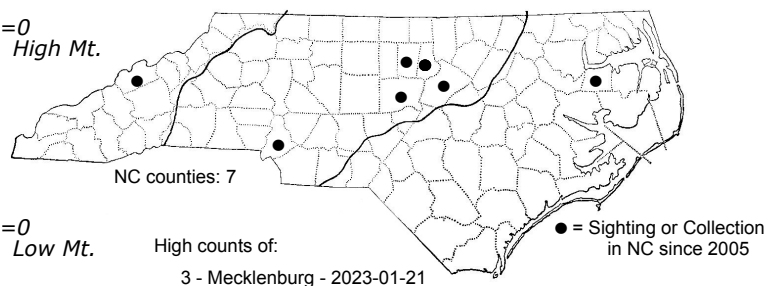 =0
High Mt.
NC counties: 7
=0
Low Mt.
High counts of:
3 - Mecklenburg - 2023-01-21
● = Sighting or Collection
in NC since 2005